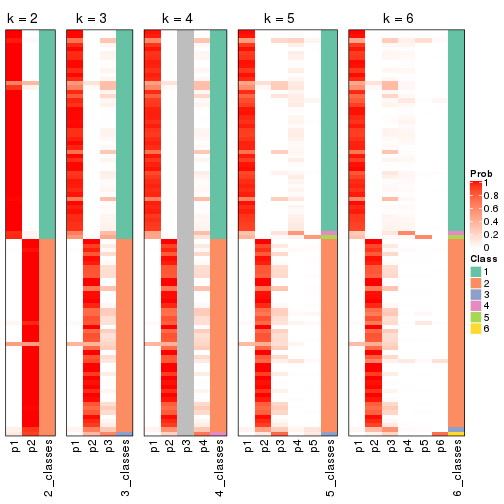 k = 2
k = 3
k = 4
k = 5
k = 6
Prob
1
0.8
0.6
0.4
0.2
0
Class
1
2
3
4
5
6
p1
p2
2_classes
p1
p2
p3
3_classes
p1
p2
p3
p4
4_classes
p1
p2
p3
p4
p5
5_classes
p1
p2
p3
p4
p5
p6
6_classes